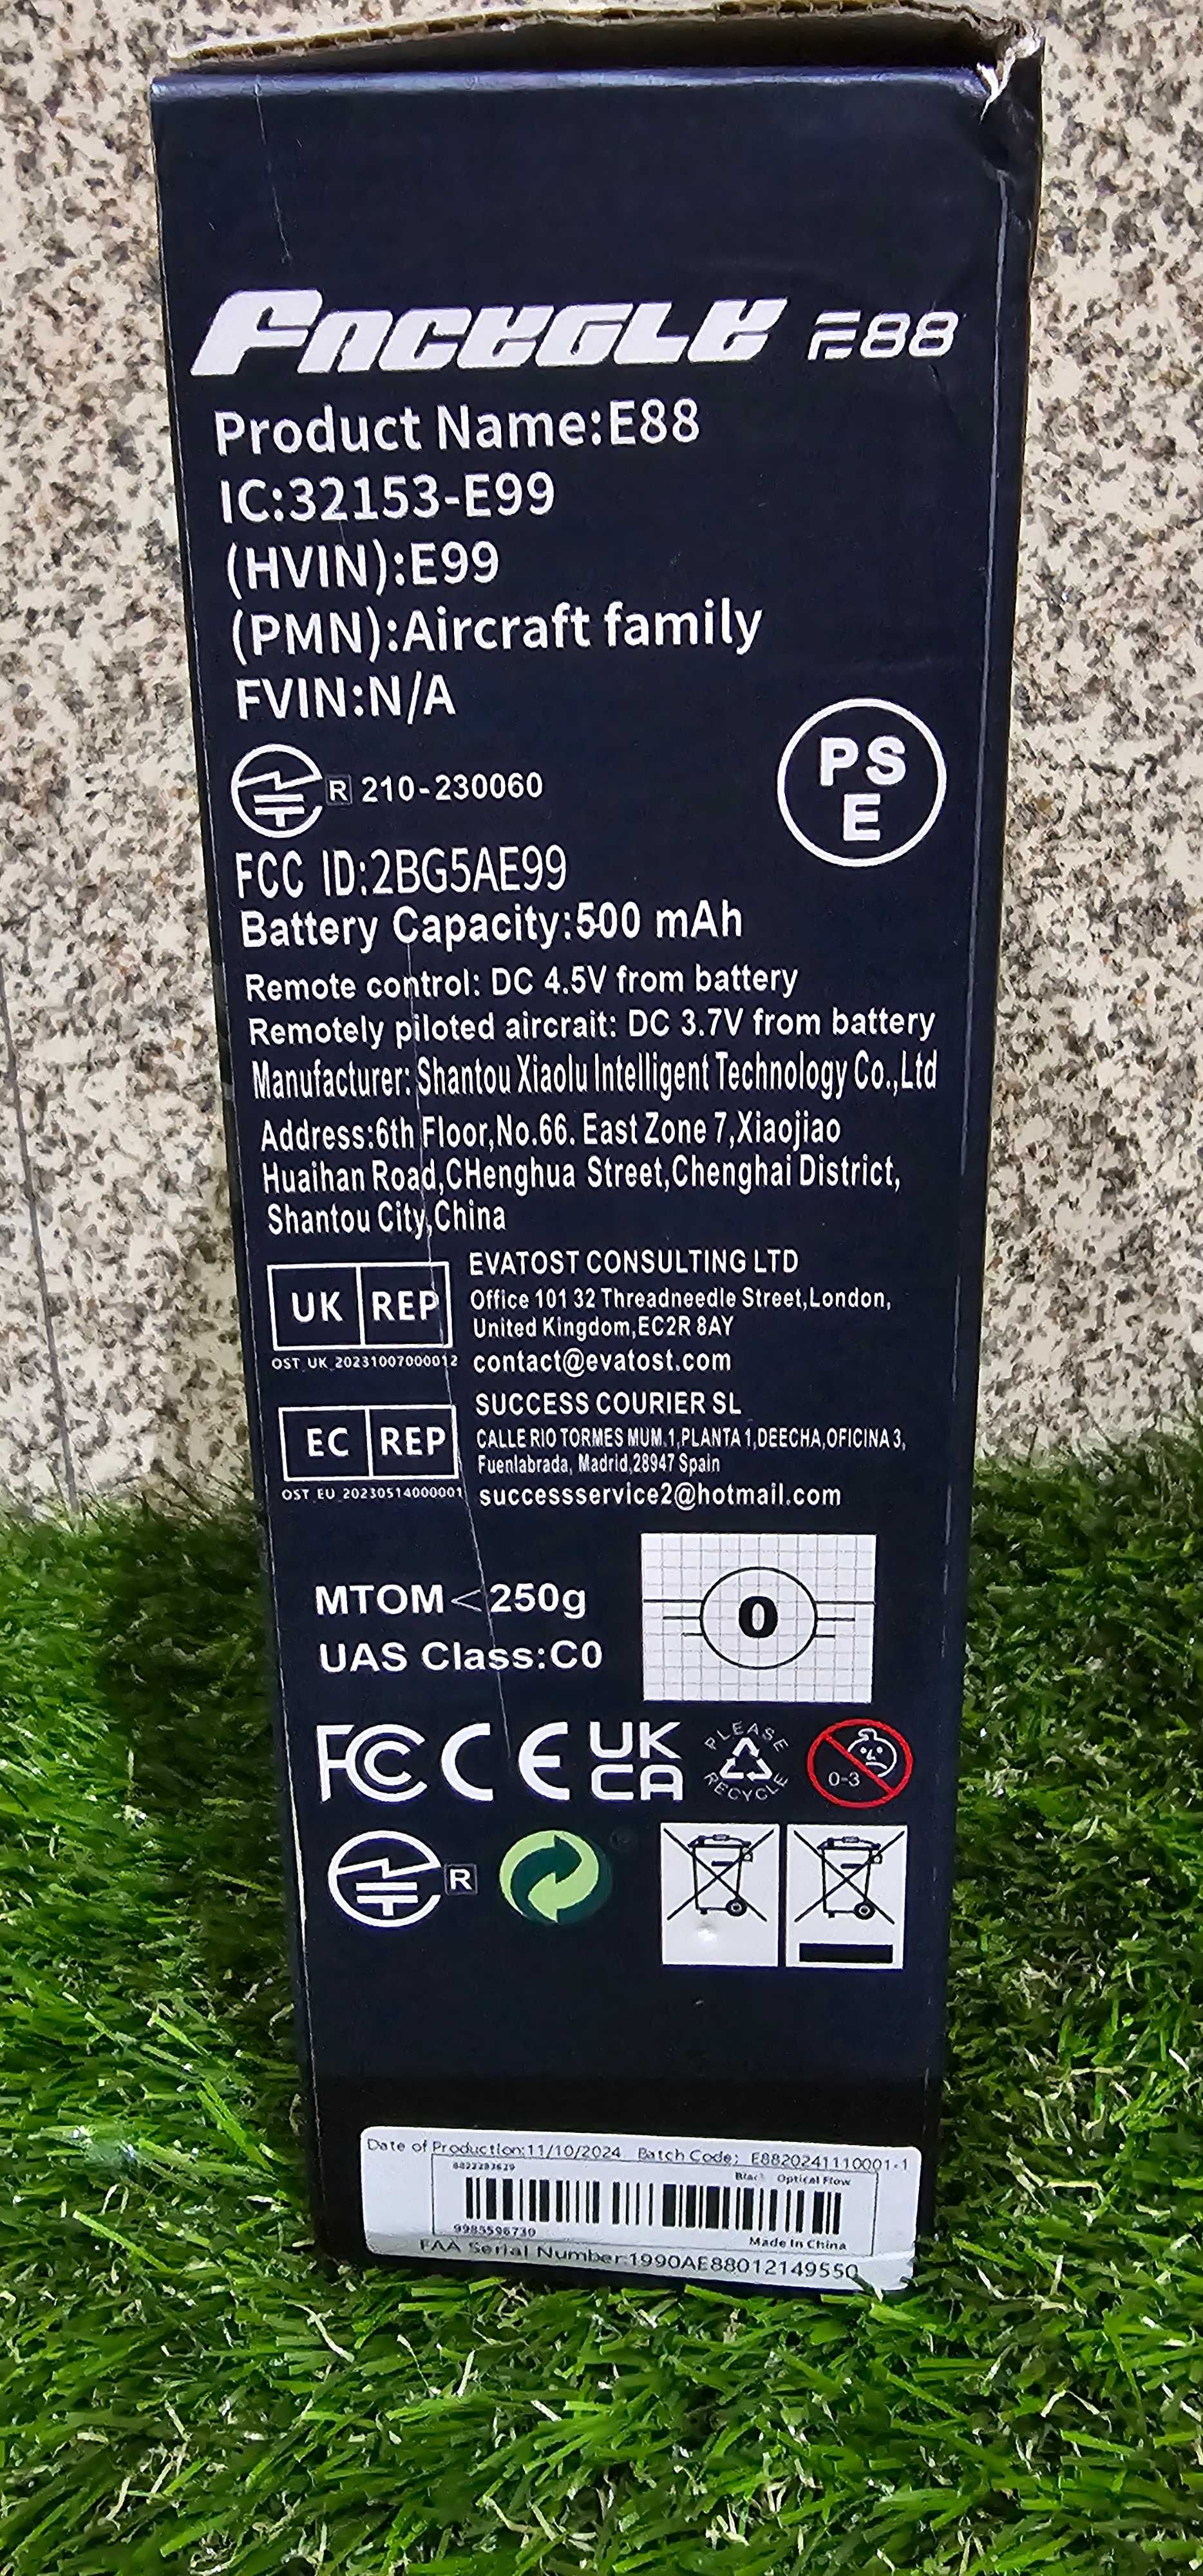 FNCEGLE E88
Product Name:E88
IC:32153-E99
(HVIN):E99
(PMN):Aircraft family
FVIN:N/A
R 210-230060
PS
E
FCC ID:2BG5AE99
Battery Capacity:500 mAh
Remote control: DC 4.5V from battery
Remotely piloted aircrait: DC 3.7V from battery
Manufacturer: Shantou Xiaolu Intelligent Technology Co.,Ltd
Address:6th Floor,No.66. East Zone 7,Xiaojiao
Huaihan Road,CHenghua Street,Chenghai District,
Shantou City,China
UK REP
OST UK 20231007000012
EVATOST CONSULTING LTD
Office 101 32 Threadneedle Street,London,
United Kingdom,EC2R 8AY
contact@evatost.com
EC REP
OST EU 20230514000001
SUCCESS COURIER SL
CALLE RIO TORMES MUM.1,PLANTA 1,DEECHA,OFICINA 3,
Fuenlabrada, Madrid,28947 Spain
successservice2@hotmail.com
MTOM<250g
UAS Class:C0
0
FC CE UK
CA
PLEASE
RECYCLE
0-3
R
Date of Production:11/10/2024 Batch Code: E8820241110001-1
Black Optical Flow
9985596730
Made In China
FAA Serial Number:1990AE88012149550